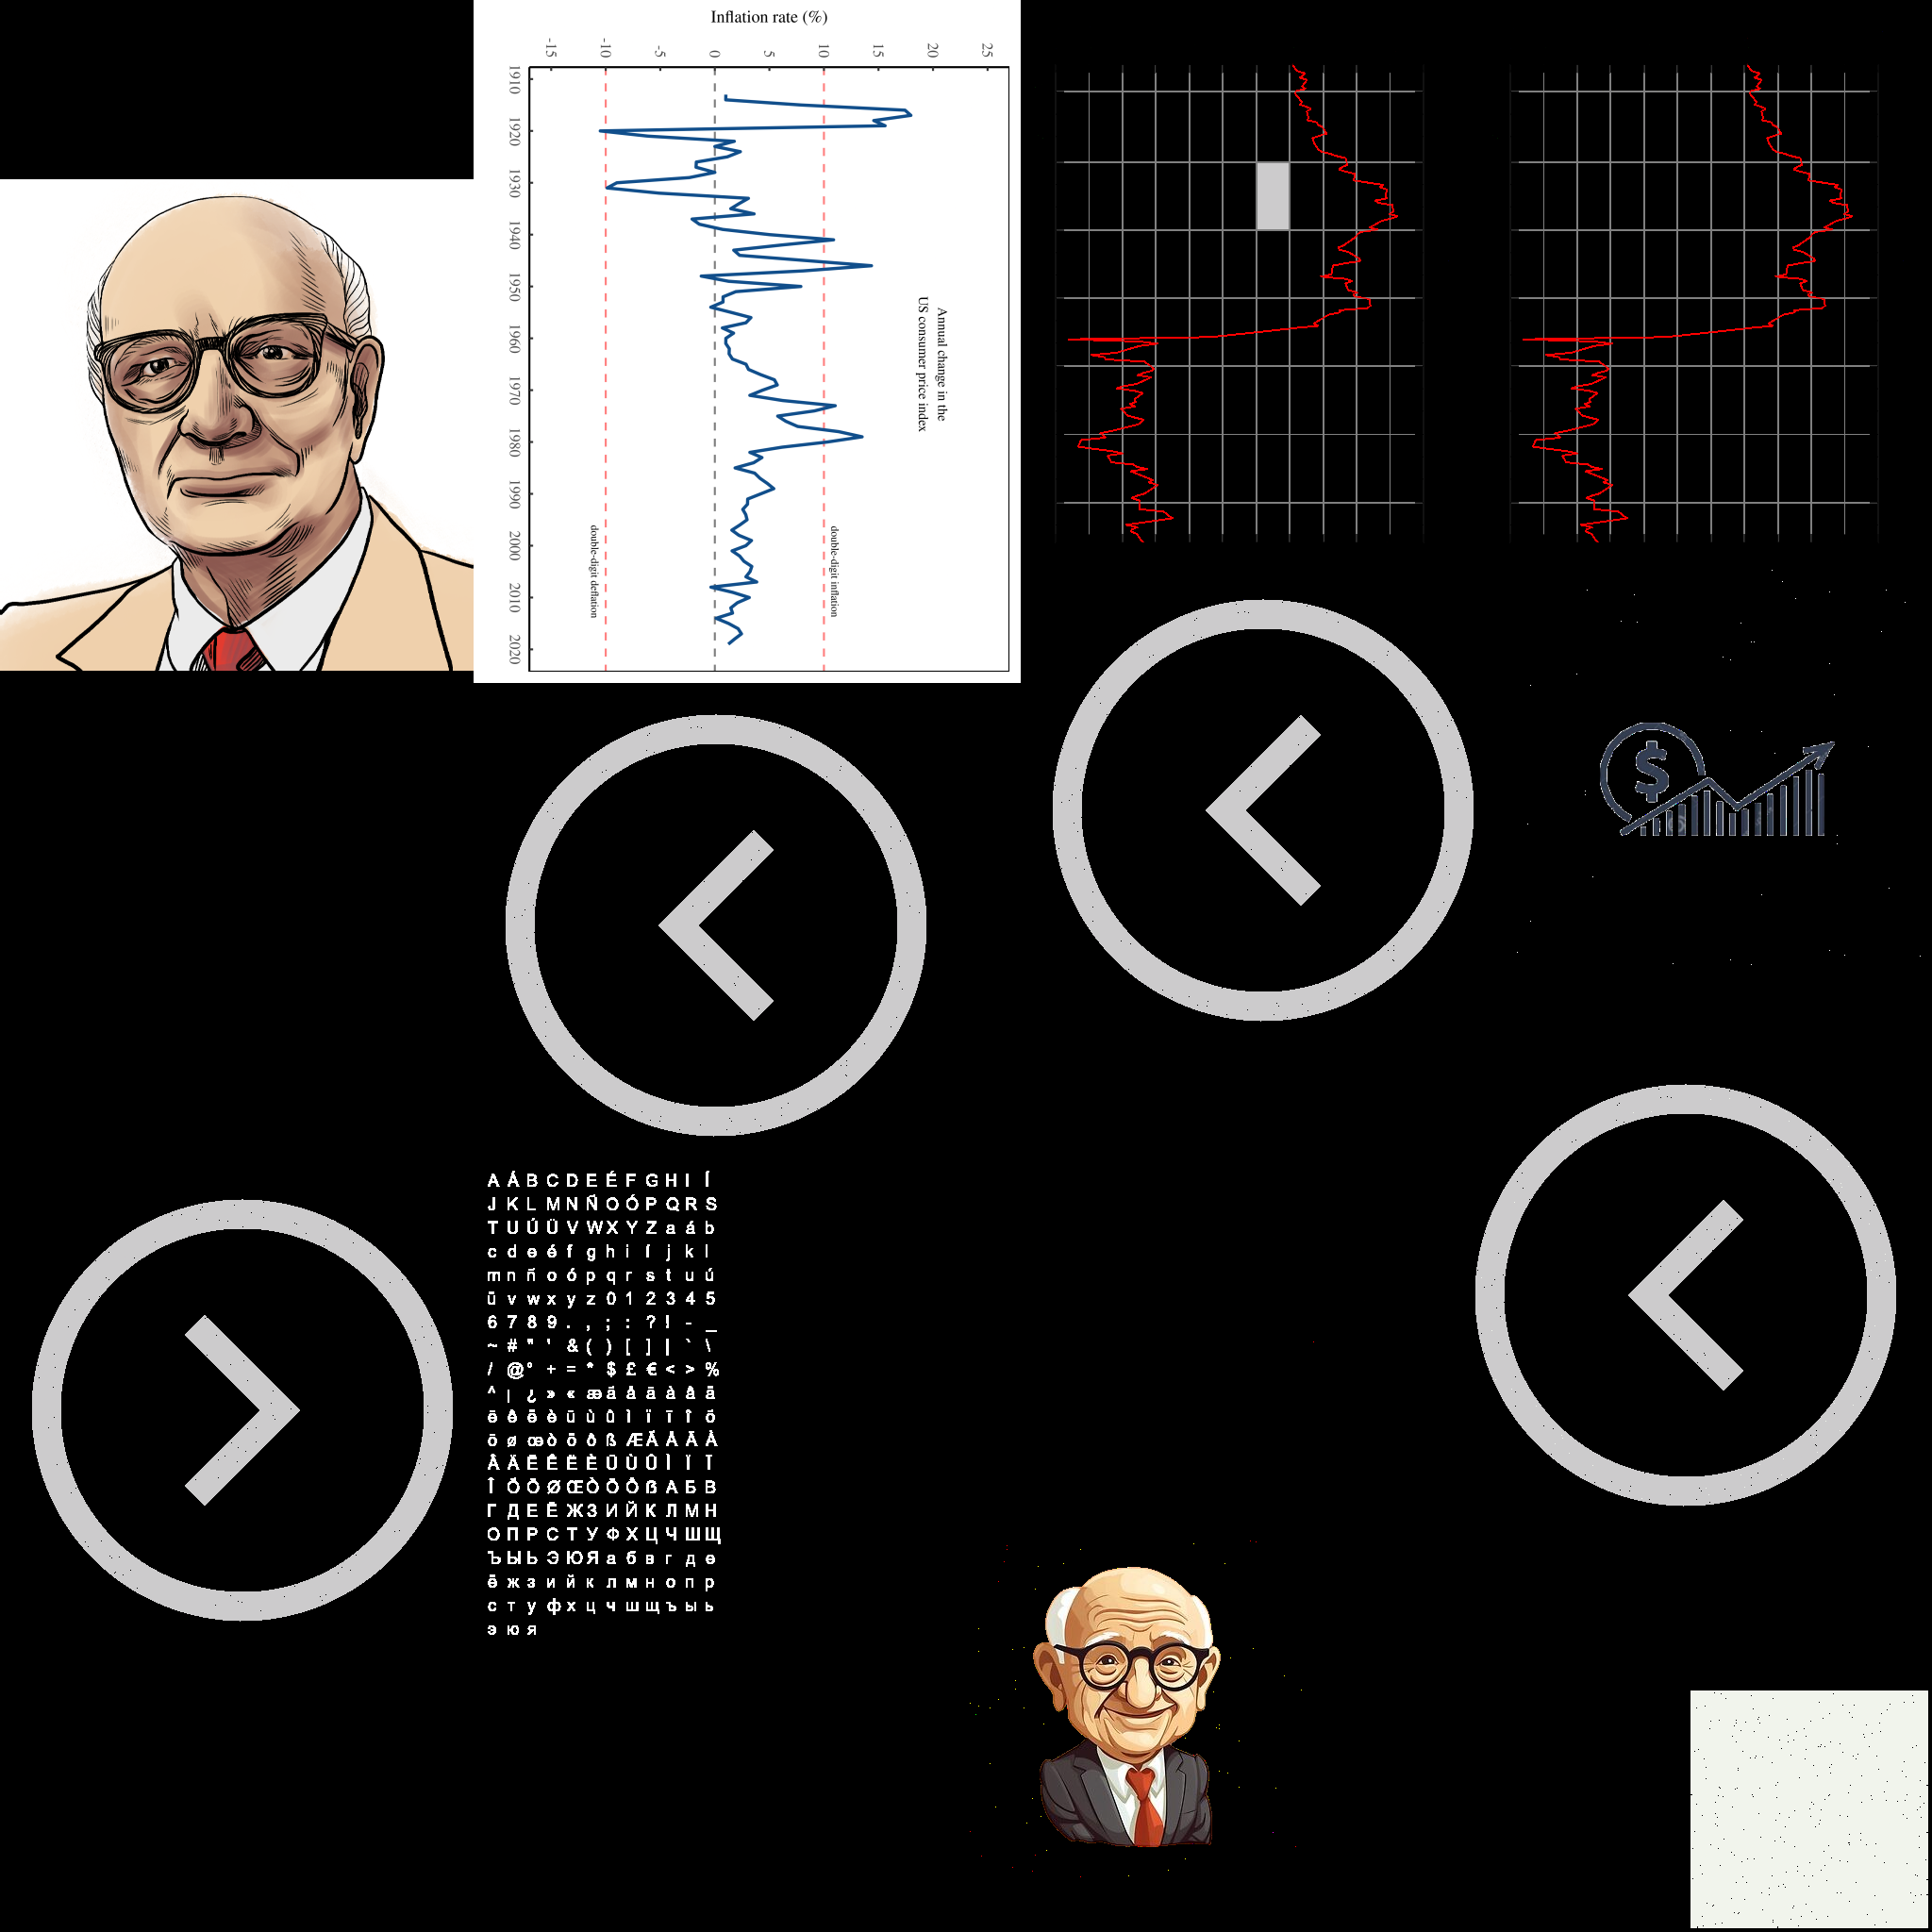 Inflation rate (%)
-15 -10 -5 0 5 10 15 20 25
1910 1920 1930 1940 1950 1960 1970 1980 1990 2000 2010 2020
Annual change in the
US consumer price index
double-digit inflation
double-digit deflation
$
A Á B C D E É F G H I Í
J K L M N Ñ O Ó P Q R S
T U Ú Ü V W X Y Z a á b
c d e é f g h i í j k l
m n ñ o ó p q r s t u ú
ü v w x y z 0 1 2 3 4 5
6 7 8 9 . , ; : ? ! - _
~ # " ' & ( ) [ ] | ` \
/ @ ° + = * $ £ € < > %
^ | ¿ » « æ ã å ā à â ä
ë ê ē è ū ù û ì ï ī î ö
õ ø œ ò ō ô ß Æ Ã Å Ā À
Â Ä Ë Ê Ē È Ū Ù Û Ì Ï Ī
Î Ö Õ Ø Œ Ò Ō Ô ẞ А Б В
Г Д Е Ё Ж З И Й К Л М Н
О П Р С Т У Ф Х Ц Ч Ш Щ
Ъ Ы Ь Э Ю Я а б в г д е
ё ж з и й к л м н о п р
с т у ф х ц ч ш щ ъ ы ь
э ю я